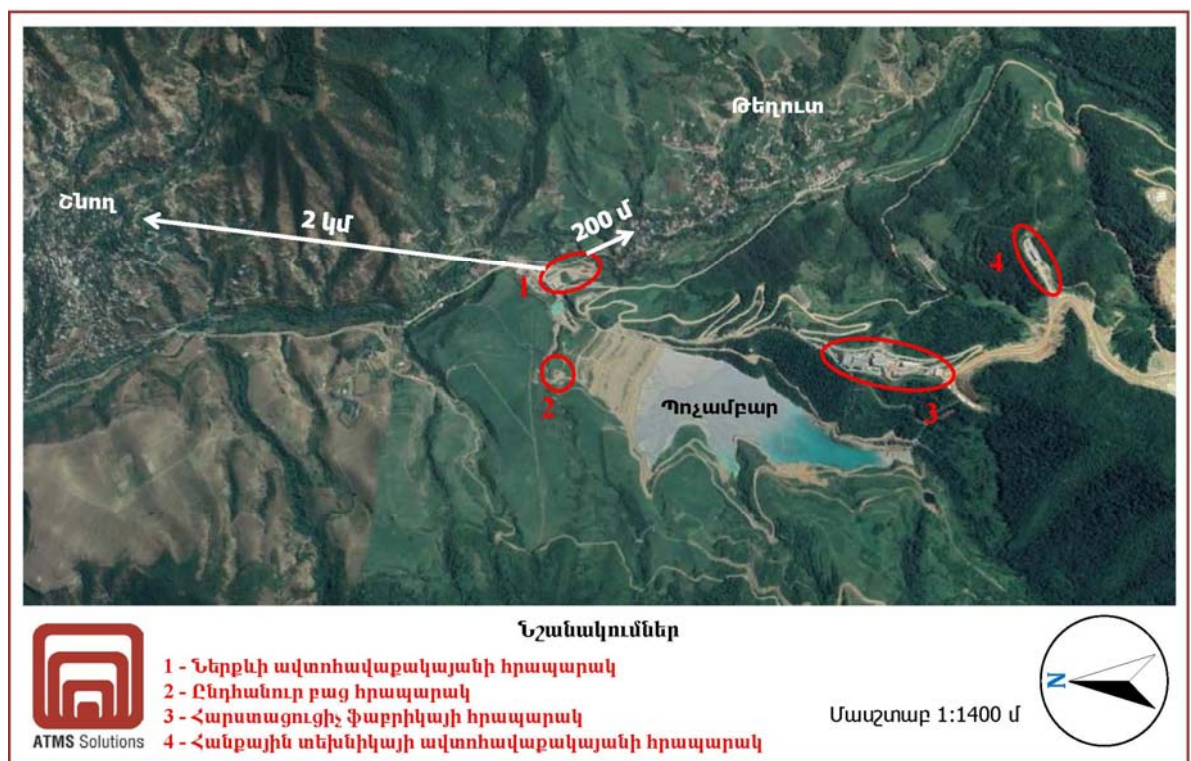 Թեղուտ
Շնող
2 կմ
200 մ
1
4
2
Պոչամբար
3
Նշանակումներ
1 - Ներքևի ավտոհավաքակայանի հրապարակ
2 - Ընդհանուր բաց հրապարակ
3 - Հարստացուցիչ ֆաբրիկայի հրապարակ
4 - Հանքային տեխնիկայի ավտոհավաքակայանի հրապարակ
ATMS Solutions
Մասշտաբ 1:1400 մ
N